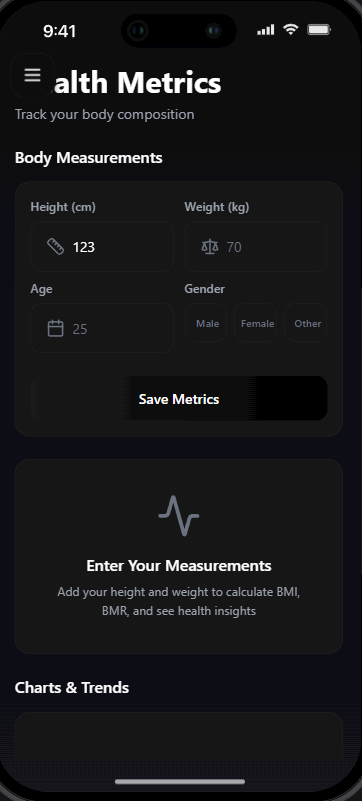 9:41
alth Metrics
Track your body composition
Body Measurements
Height (cm) Weight (kg)
123 70
Age Gender
25 Male Female Other
Save Metrics
Enter Your Measurements
Add your height and weight to calculate BMI,
BMR, and see health insights
Charts & Trends